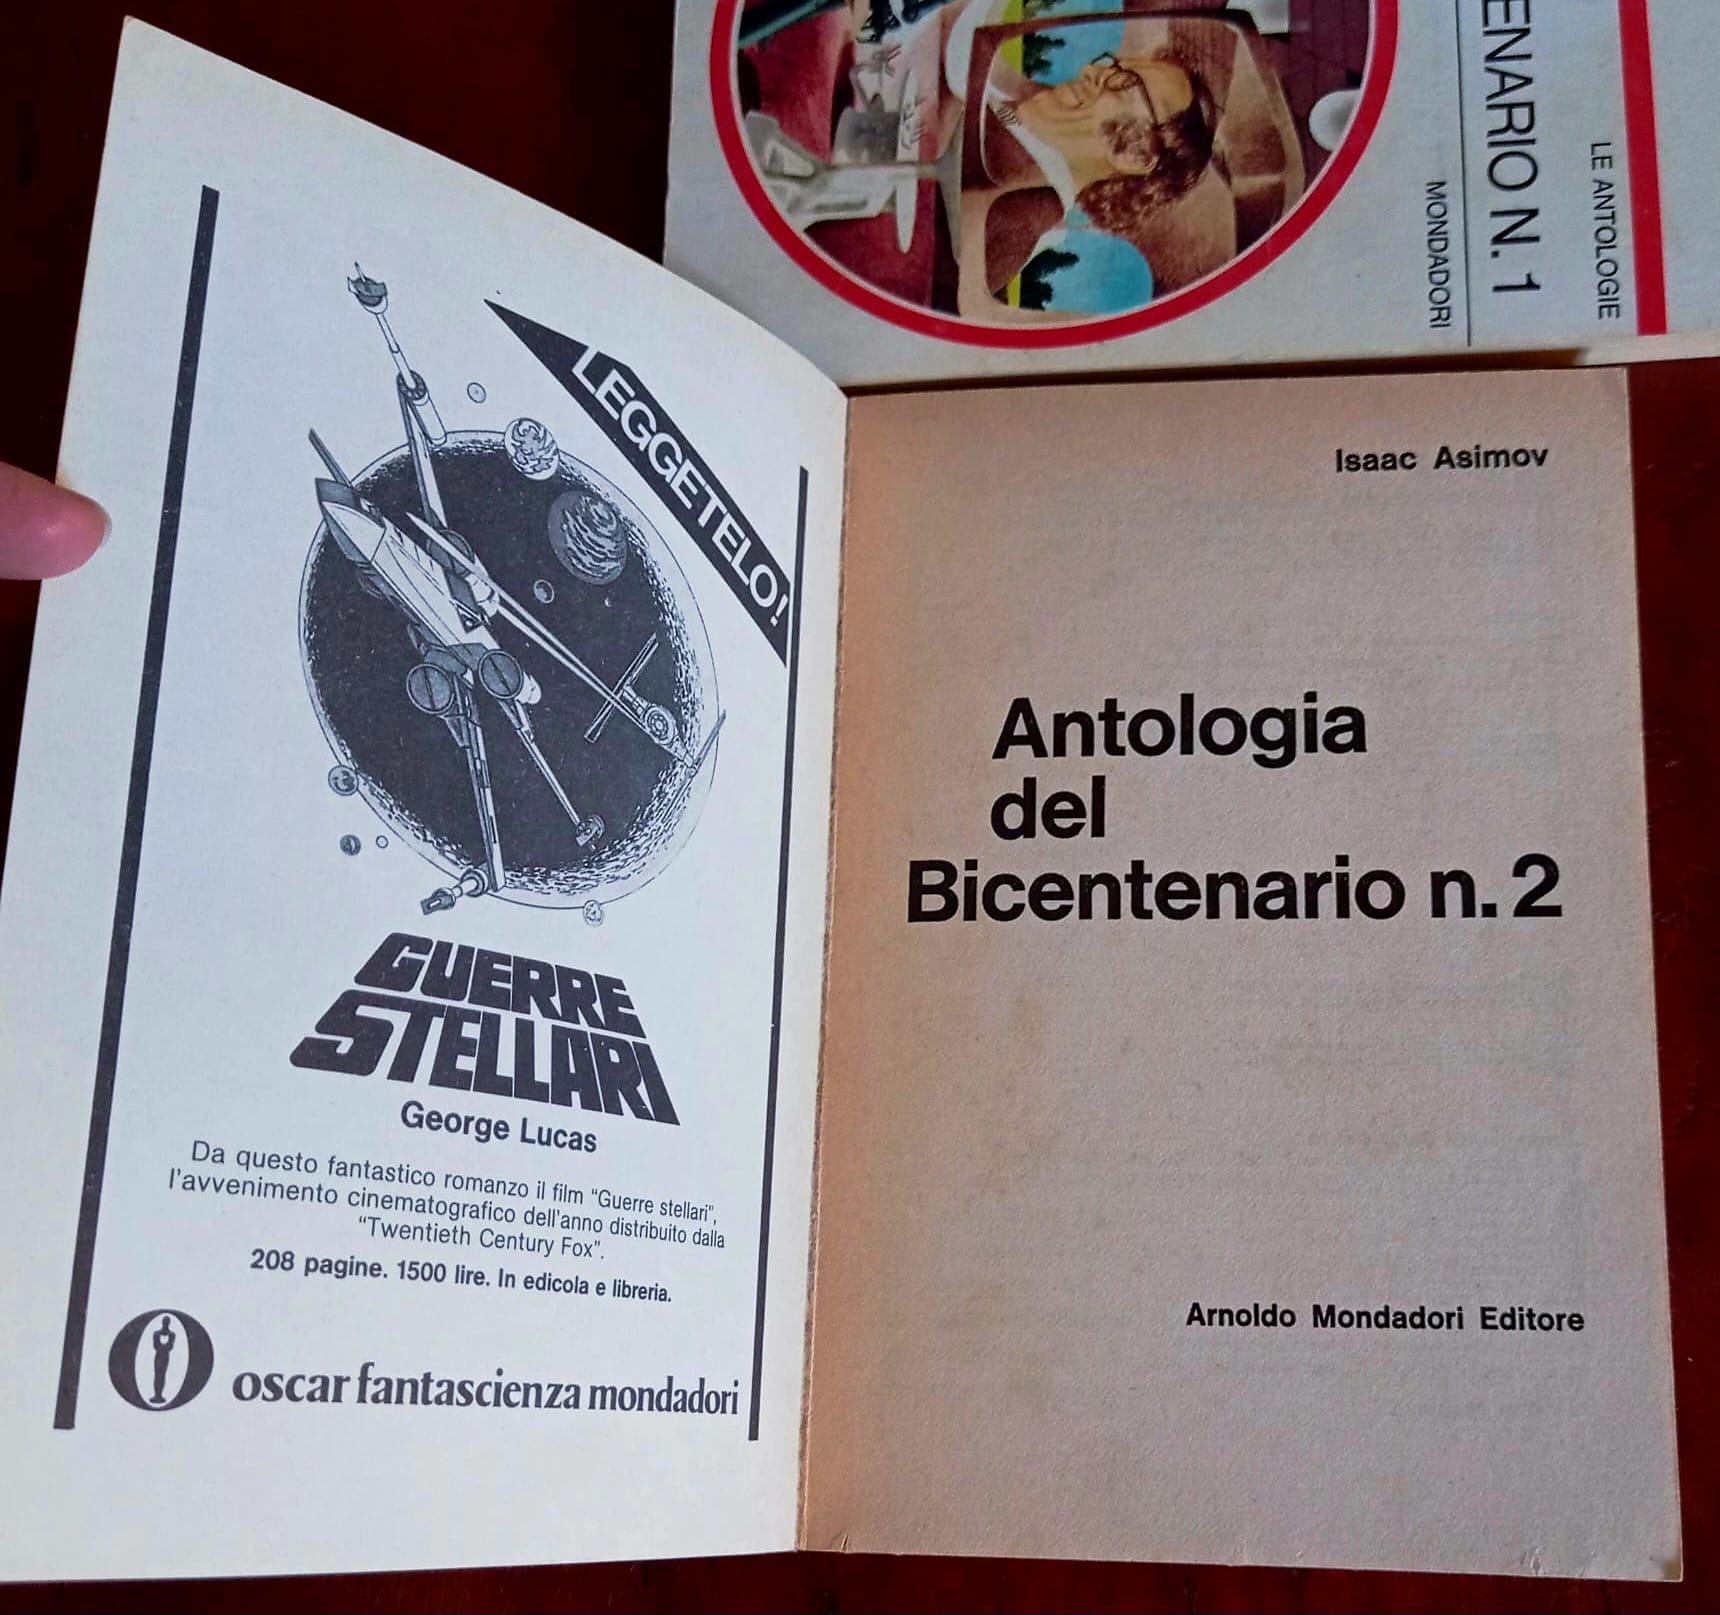 LEGGETELO!
GUERRE
STELLARI
George Lucas
Da questo fantastico romanzo il film “Guerre stellari”,
l'avvenimento cinematografico dell'anno distribuito dalla
“Twentieth Century Fox”.
208 pagine. 1500 lire. In edicola e libreria.
oscar fantascienza mondadori
Isaac Asimov
Antologia
del
Bicentenario n. 2
Arnoldo Mondadori Editore
LE ANTOLOGIE
ENARIO N. 1
MONDADORI